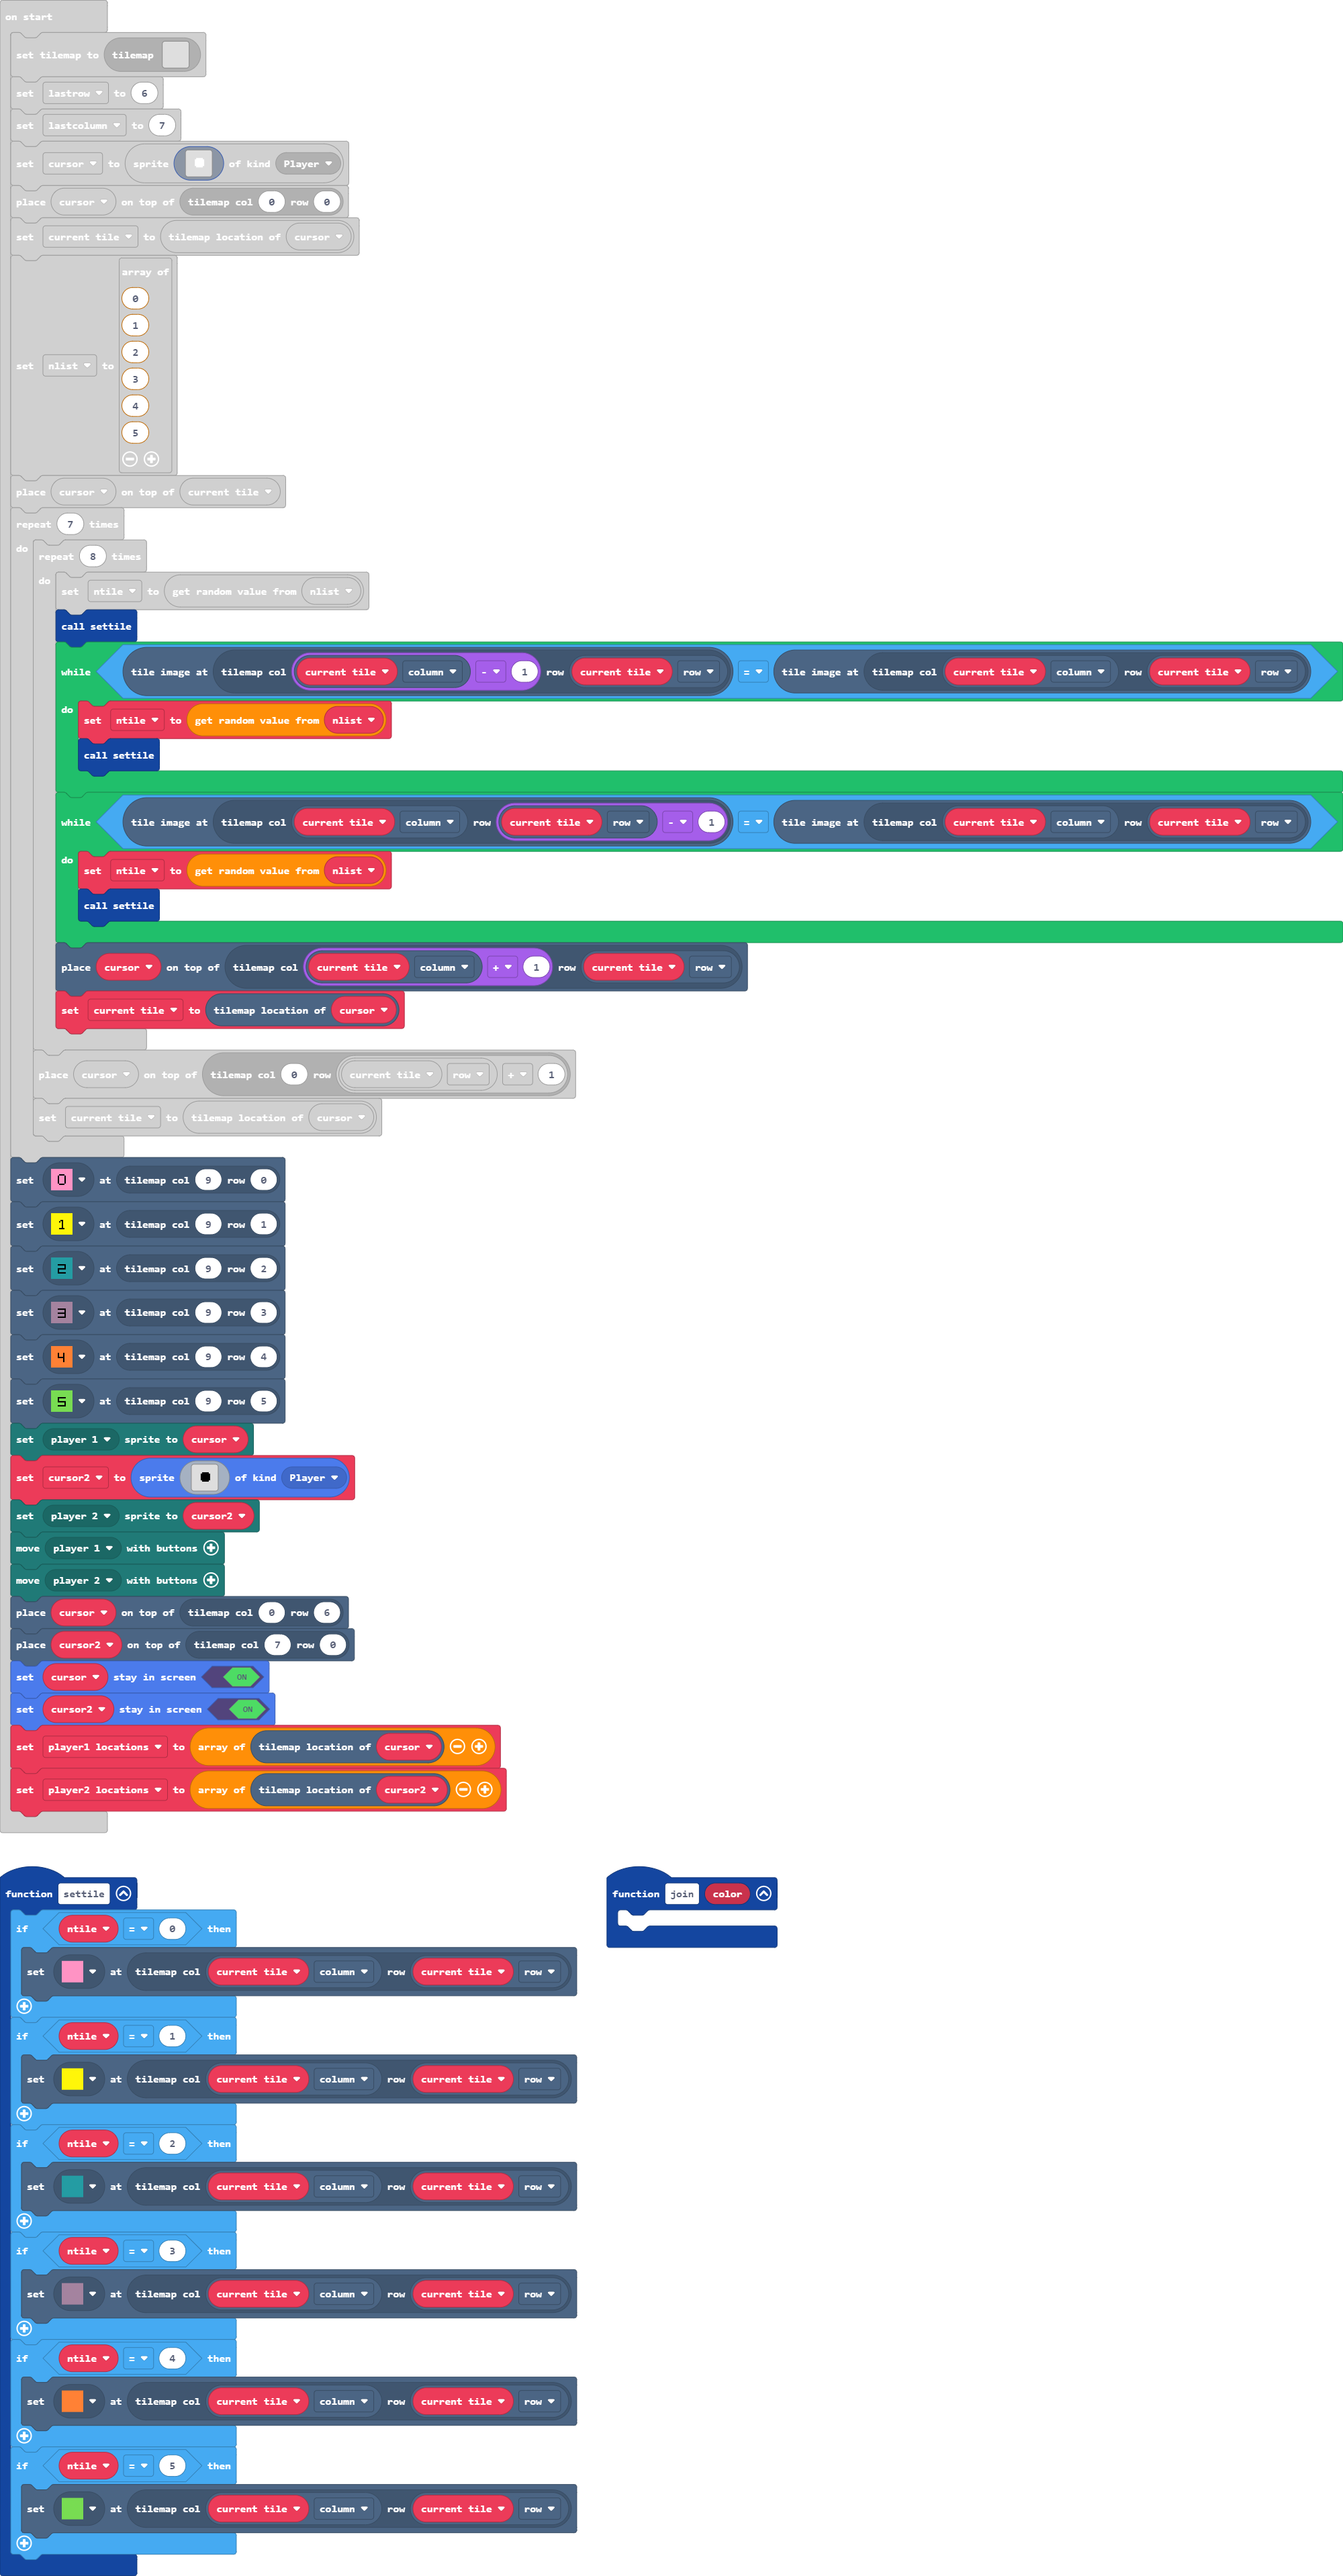 on start
set tilemap to tilemap
set lastrow to 6
set lastcolumn to 7
set cursor to sprite of kind Player
place cursor on top of tilemap col 0 row 0
set current tile to tilemap location of cursor
array of
0
1
2
3
set nlist to
4
5
place cursor on top of current tile
repeat 7 times
do repeat 8 times
do set ntile to get random value from nlist
call settile
while tile image at tilemap col current tile column - 1 row current tile row = tile image at tilemap col current tile column row current tile row
do set ntile to get random value from nlist
call settile
while tile image at tilemap col current tile column row current tile row - 1 = tile image at tilemap col current tile column row current tile row
do set ntile to get random value from nlist
call settile
place cursor on top of tilemap col current tile column + 1 row current tile row
set current tile to tilemap location of cursor
place cursor on top of tilemap col 0 row current tile row + 1
set current tile to tilemap location of cursor
set 0 at tilemap col 9 row 0
set 1 at tilemap col 9 row 1
set 2 at tilemap col 9 row 2
set 3 at tilemap col 9 row 3
set 4 at tilemap col 9 row 4
set 5 at tilemap col 9 row 5
set player 1 sprite to cursor
set cursor2 to sprite of kind Player
set player 2 sprite to cursor2
move player 1 with buttons
move player 2 with buttons
place cursor on top of tilemap col 0 row 6
place cursor2 on top of tilemap col 7 row 0
set cursor stay in screen ON
set cursor2 stay in screen ON
set player1 locations to array of tilemap location of cursor
set player2 locations to array of tilemap location of cursor2
function settile
if ntile = 0 then
set at tilemap col current tile column row current tile row
if ntile = 1 then
set at tilemap col current tile column row current tile row
if ntile = 2 then
set at tilemap col current tile column row current tile row
if ntile = 3 then
set at tilemap col current tile column row current tile row
if ntile = 4 then
set at tilemap col current tile column row current tile row
if ntile = 5 then
set at tilemap col current tile column row current tile row
function join color